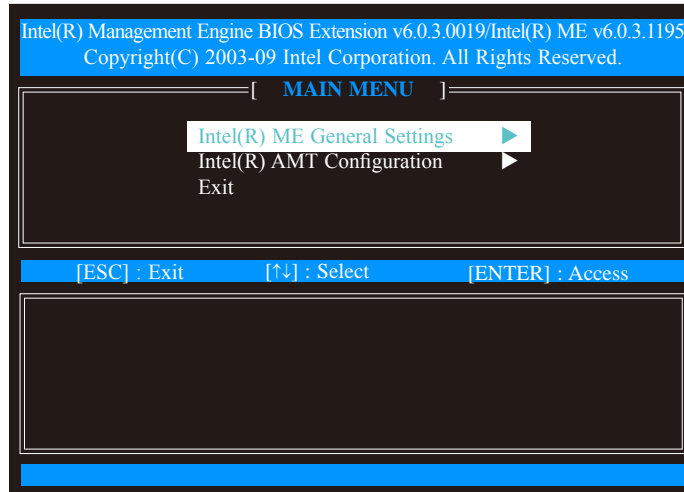 Intel(R) Management Engine BIOS Extension v6.0.3.0019/Intel(R) ME v6.0.3.1195
Copyright(C) 2003-09 Intel Corporation. All Rights Reserved.
[ MAIN MENU ]
Intel(R) ME General Settings ▶
Intel(R) AMT Configuration ▶
Exit
[ESC] : Exit [↑↓] : Select [ENTER] : Access